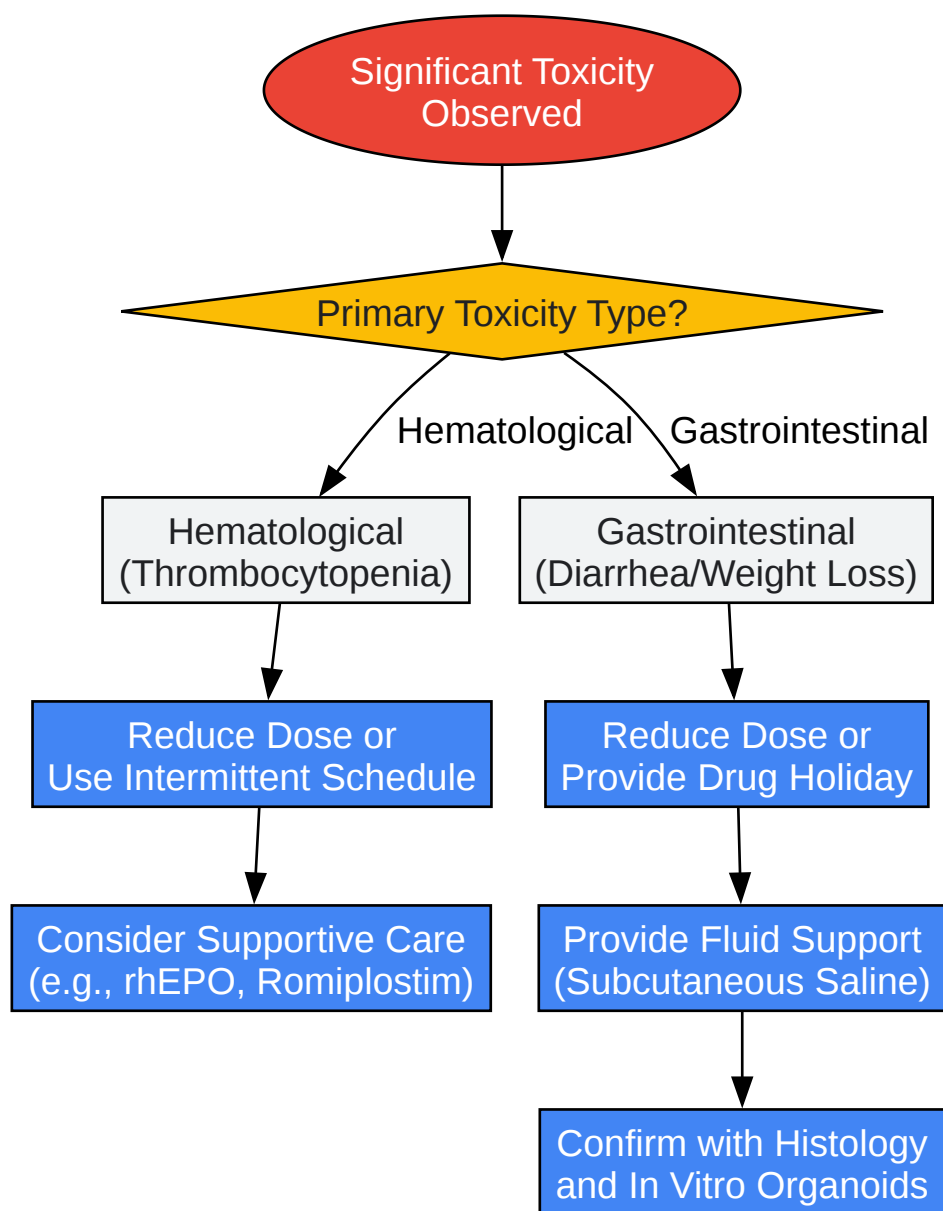 Significant Toxicity
Observed
Primary Toxicity Type?
Hematological
Gastrointestinal
Hematological
(Thrombocytopenia)
Gastrointestinal
(Diarrhea/Weight Loss)
Reduce Dose or
Use Intermittent Schedule
Reduce Dose or
Provide Drug Holiday
Consider Supportive Care
(e.g., rhEPO, Romiplostim)
Provide Fluid Support
(Subcutaneous Saline)
Confirm with Histology
and In Vitro Organoids